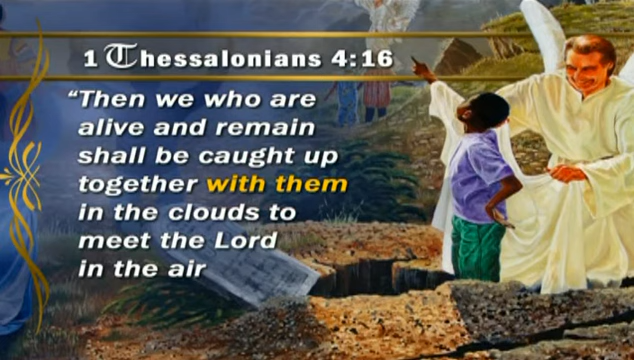 1 Thessalonians 4:16
“Then we who are
alive and remain
shall be caught up
together with them
in the clouds to
meet the Lord
in the air